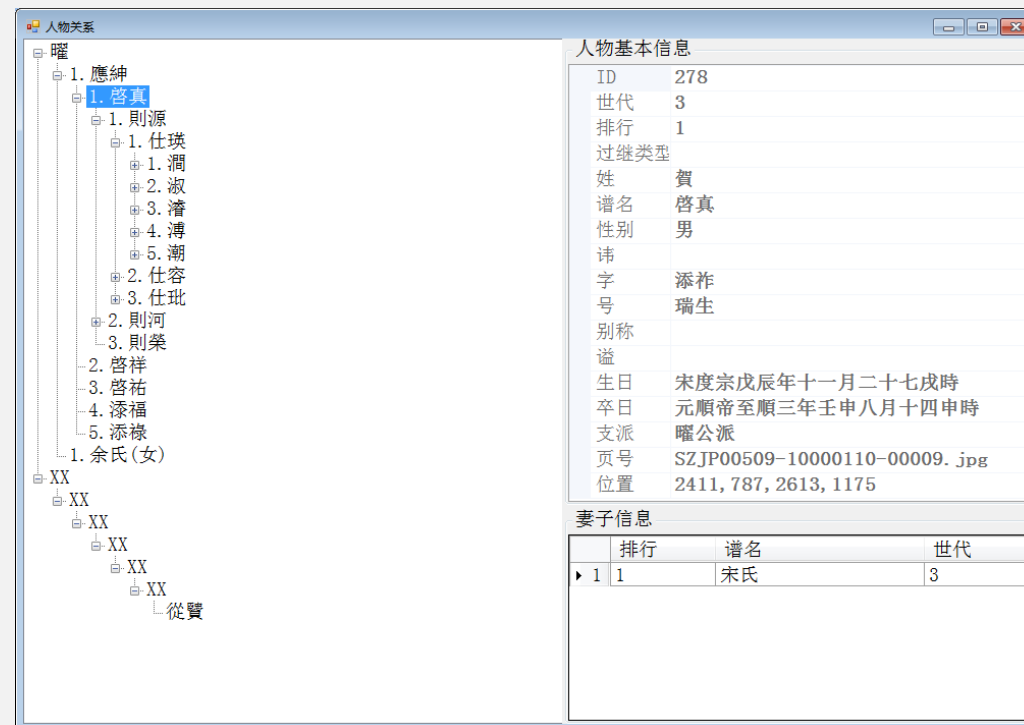 人物关系
曜
1. 應紳
1. 啓真
1. 則源
1. 仕瑛
1. 澗
2. 淑
3. 濬
4. 溥
5. 潮
2. 仕容
3. 仕玭
2. 則河
3. 則榮
2. 啓祥
3. 啓祐
4. 添福
5. 添祿
1. 余氏(女)
XX
XX
XX
XX
XX
XX
從贒
人物基本信息
ID 278
世代 3
排行 1
过继类型
姓 賀
谱名 啓真
性别 男
讳
字 添祚
号 瑞生
别称
谥
生日 宋度宗戊辰年十一月二十七戌時
卒日 元順帝至順三年壬申八月十四申時
支派 曜公派
页号 SZJP00509-10000110-00009.jpg
位置 2411,787,2613,1175
妻子信息
排行 谱名 世代
1 1 宋氏 3